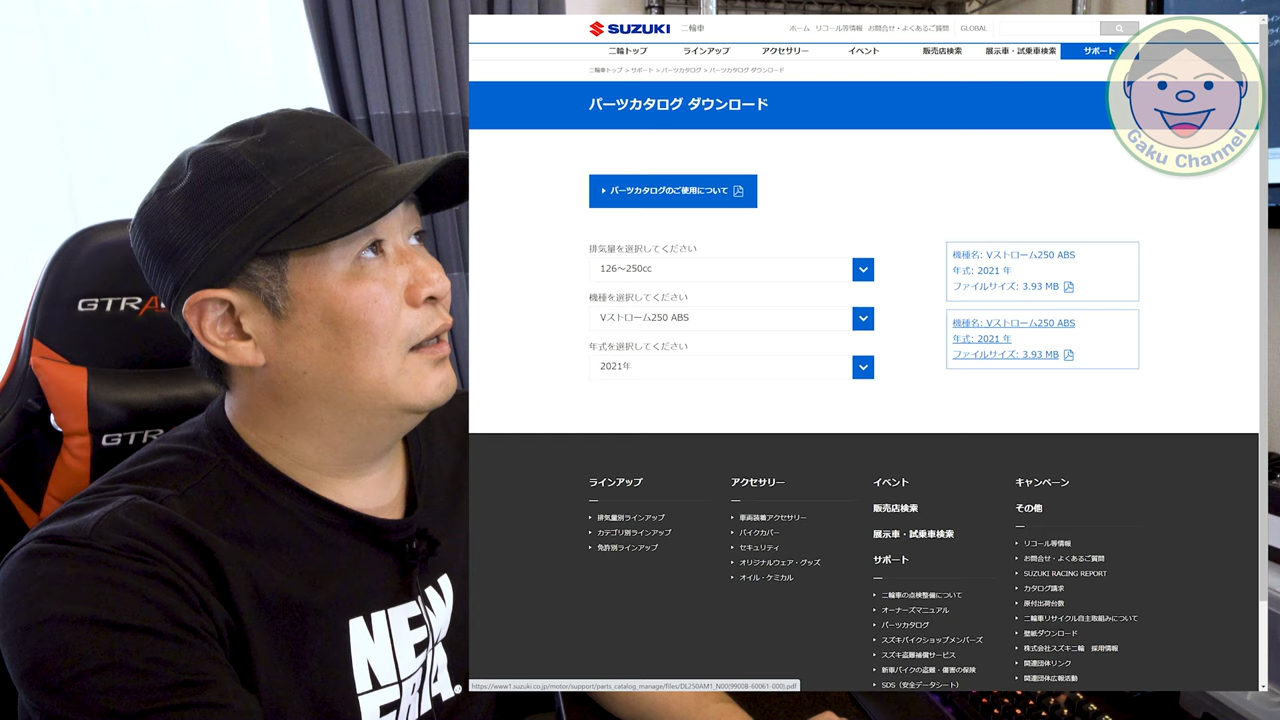 SUZUKI 二輪車
ホーム リコール等情報 お問合せ・よくあるご質問 GLOBAL
二輪トップ ラインアップ アクセサリー イベント 販売店検索 展示車・試乗車検索 サポート
二輪車トップ > サポート > パーツカタログ > パーツカタログ ダウンロード
パーツカタログ ダウンロード
Gaku Channel
パーツカタログのご使用について
排気量を選択してください
126～250cc
機種を選択してください
Vストローム250 ABS
年式を選択してください
2021年
機種名: Vストローム250 ABS
年式: 2021 年
ファイルサイズ: 3.93 MB
機種名: Vストローム250 ABS
年式: 2021 年
ファイルサイズ: 3.93 MB
ラインアップ
排気量別ラインアップ
カテゴリ別ラインアップ
免許別ラインアップ
アクセサリー
車両装着アクセサリー
バイクカバー
セキュリティ
オリジナルウェア・グッズ
オイル・ケミカル
イベント
販売店検索
展示車・試乗車検索
サポート
二輪車の点検整備について
オーナーズマニュアル
パーツカタログ
スズキバイクショップメンバーズ
スズキ盗難補償サービス
新車バイクの盗難・傷害の保険
SDS（安全データシート）
キャンペーン
その他
リコール等情報
お問合せ・よくあるご質問
SUZUKI RACING REPORT
カタログ請求
原付出荷台数
二輪車リサイクル自主取組みについて
壁紙ダウンロード
株式会社スズキ二輪 採用情報
関連団体リンク
関連団体広報活動
https://www1.suzuki.co.jp/motor/support/parts_catalog_manage/files/DL250AM1_N00(9900B-60061-000).pdf
GTRA
GTR
NEW
ERA